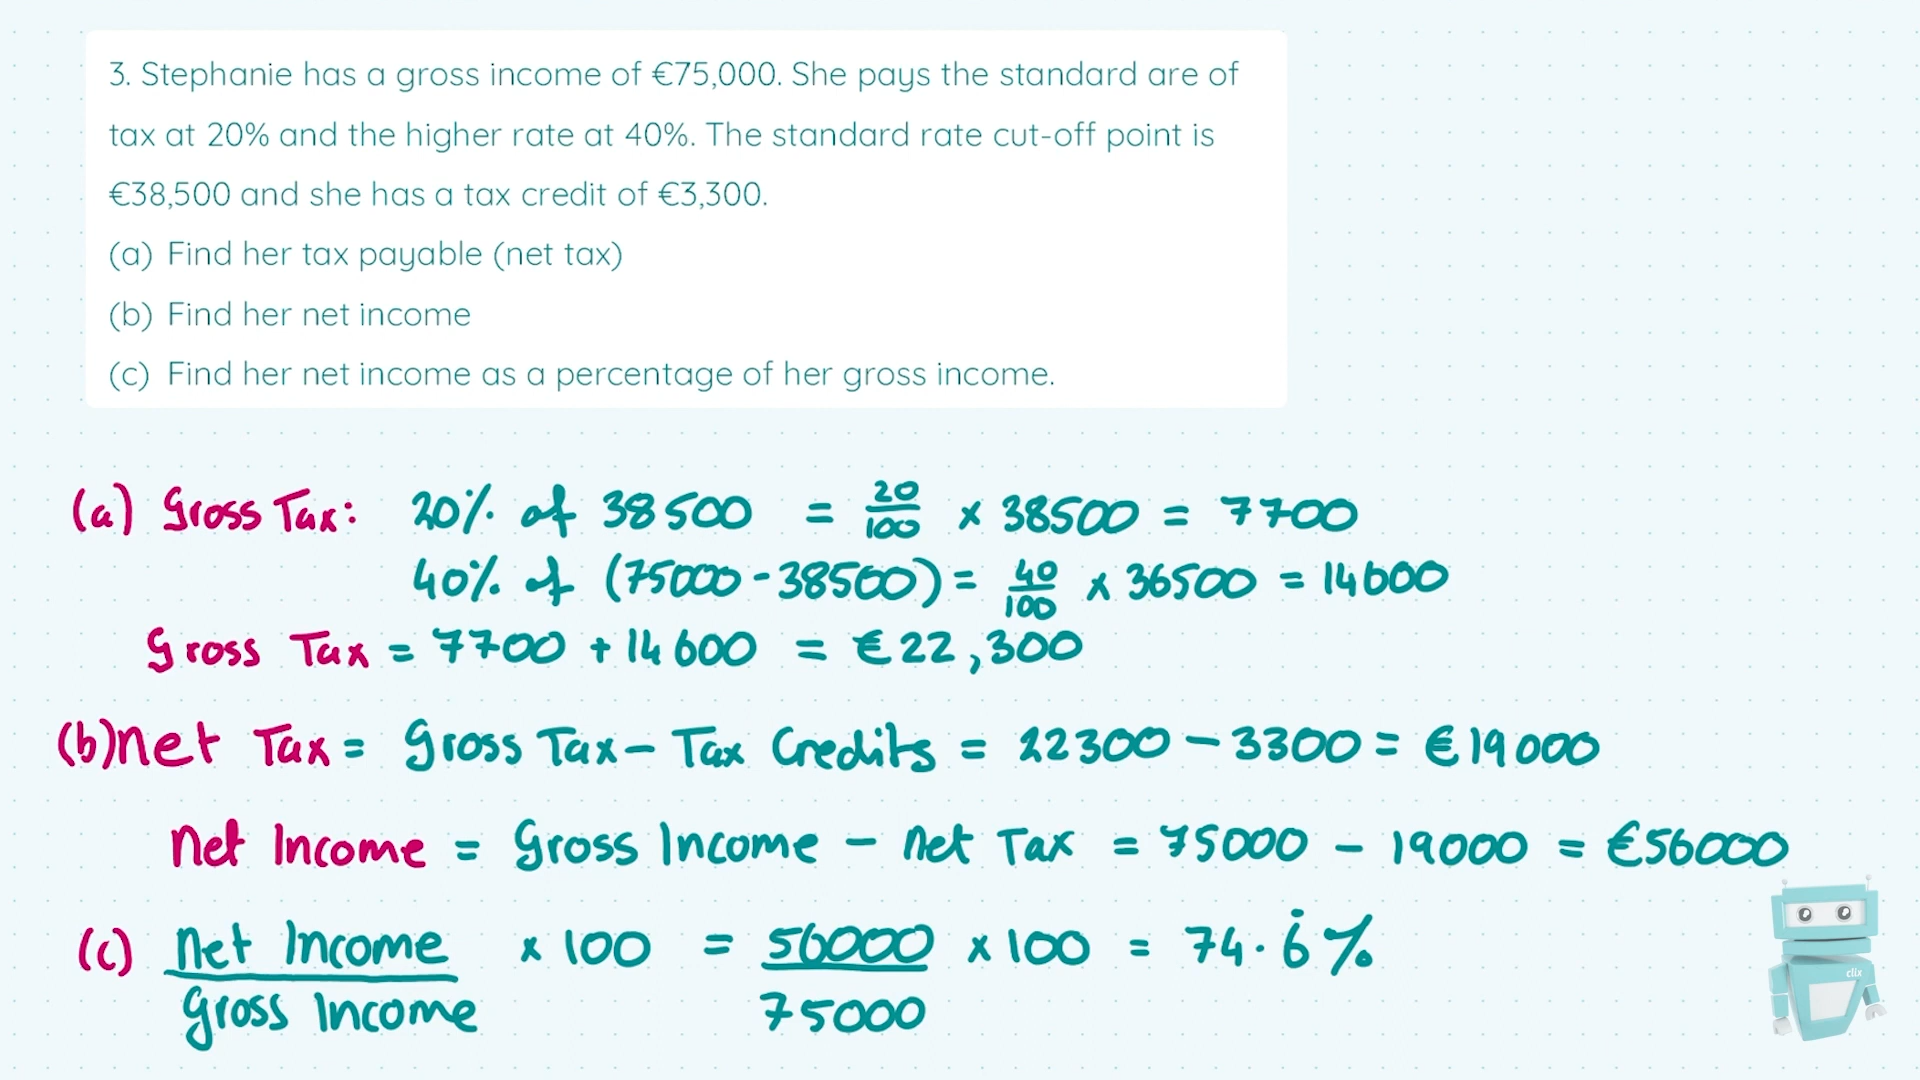 3. Stephanie has a gross income of €75,000. She pays the standard are of
tax at 20% and the higher rate at 40%. The standard rate cut-off point is
€38,500 and she has a tax credit of €3,300.
(a) Find her tax payable (net tax)
(b) Find her net income
(c) Find her net income as a percentage of her gross income.
(a) Gross Tax: 20% of 38500 = 20/100 × 38500 = 7700
40% of (75000 - 38500) = 40/100 × 36500 = 14600
Gross Tax = 7700 + 14600 = €22,300
(b) net Tax = Gross Tax - Tax Credits = 22300 - 3300 = €19000
Net Income = Gross Income - Net Tax = 75000 - 19000 = €56000
(c) Net Income/Gross Income × 100 = 56000/75000 × 100 = 74.6̇%
clix